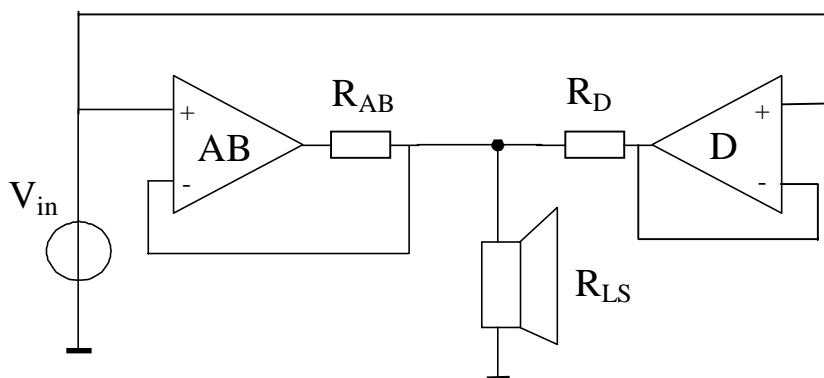 R_AB
R_D
+
AB
-
+
D
-
V_in
R_LS